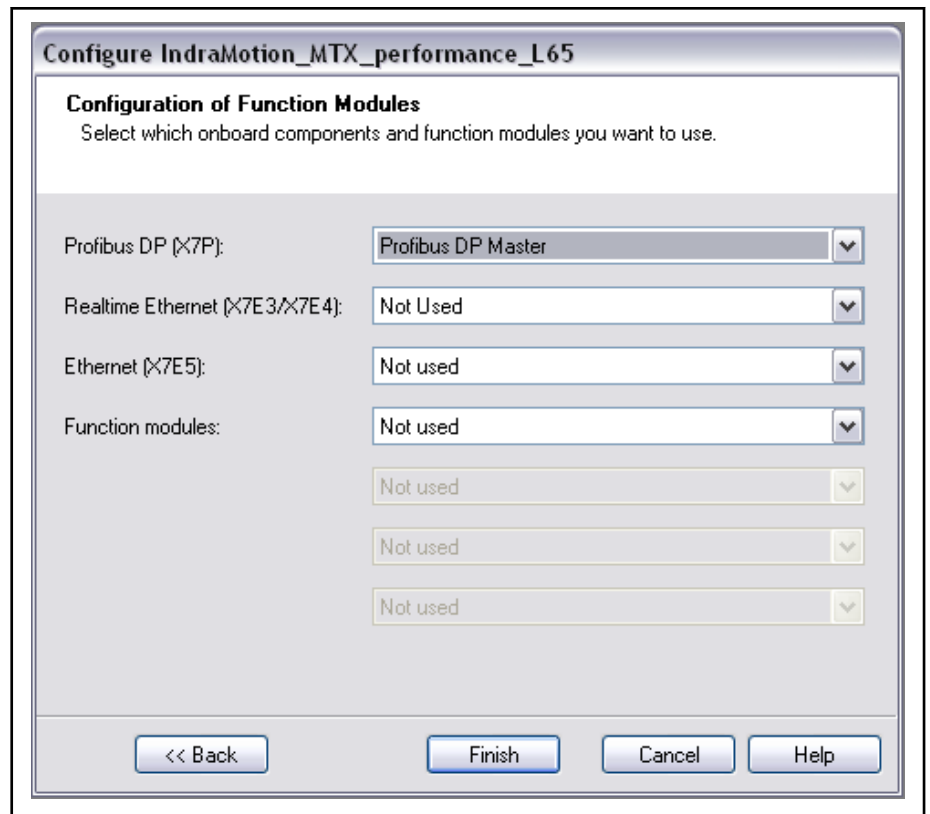 Configure IndraMotion_MTX_performance_L65
Configuration of Function Modules
Select which onboard components and function modules you want to use.
Profibus DP (X7P): Profibus DP Master
Realtime Ethernet (X7E3/X7E4): Not Used
Ethernet (X7E5): Not used
Function modules: Not used
Not used
Not used
Not used
<< Back Finish Cancel Help